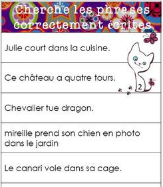 Cherche les phrases
correctement écrites.
Julie court dans la cuisine.
Ce château a quatre tours.
Chevalier tue dragon.
mireille prend son chien en photo
dans le jardin
Le canari vole dans sa cage.